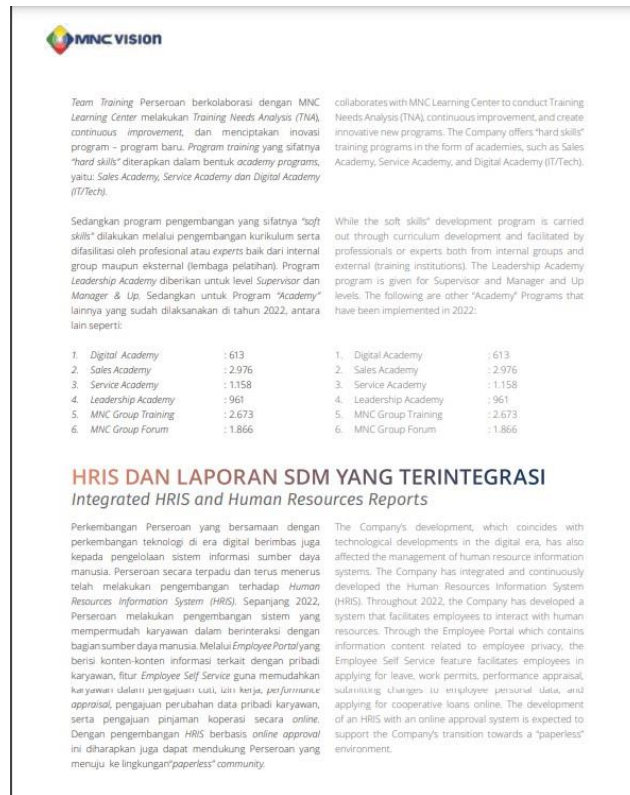 MNC VISION
Team Training Perseroan berkolaborasi dengan MNC
Learning Center melakukan Training Needs Analysis (TNA),
continuous improvement, dan menciptakan inovasi
program – program baru. Program training yang sifatnya
"hard skills" diterapkan dalam bentuk academy programs,
yaitu: Sales Academy, Service Academy dan Digital Academy
(IT/Tech).
Sedangkan program pengembangan yang sifatnya "soft
skills" dilakukan melalui pengembangan kurikulum serta
difasilitasi oleh profesional atau experts baik dari internal
group maupun eksternal (lembaga pelatihan). Program
Leadership Academy diberikan untuk level Supervisor dan
Manager & Up. Sedangkan untuk Program "Academy"
lainnya yang sudah dilaksanakan di tahun 2022, antara
lain seperti:
1. Digital Academy : 613
2. Sales Academy : 2.976
3. Service Academy : 1.158
4. Leadership Academy : 961
5. MNC Group Training : 2.673
6. MNC Group Forum : 1.866
collaborates with MNC Learning Center to conduct Training
Needs Analysis (TNA), continuous improvement, and create
innovative new programs. The Company offers "hard skills"
training programs in the form of academies, such as Sales
Academy, Service Academy, and Digital Academy (IT/Tech).
While the soft skills" development program is carried
out through curriculum development and facilitated by
professionals or experts both from internal groups and
external (training institutions). The Leadership Academy
program is given for Supervisor and Manager and Up
levels. The following are other "Academy" Programs that
have been implemented in 2022:
1. Digital Academy : 613
2. Sales Academy : 2.976
3. Service Academy : 1.158
4. Leadership Academy : 961
5. MNC Group Training : 2.673
6. MNC Group Forum : 1.866
HRIS DAN LAPORAN SDM YANG TERINTEGRASI
Integrated HRIS and Human Resources Reports
Perkembangan Perseroan yang bersamaan dengan
perkembangan teknologi di era digital berimbas juga
kepada pengelolaan sistem informasi sumber daya
manusia. Perseroan secara terpadu dan terus menerus
telah melakukan pengembangan terhadap Human
Resources Information System (HRIS). Sepanjang 2022,
Perseroan melakukan pengembangan sistem yang
mempermudah karyawan dalam berinteraksi dengan
bagian sumber daya manusia. Melalui Employee Portal yang
berisi konten-konten informasi terkait dengan pribadi
karyawan, fitur Employee Self Service guna memudahkan
karyawan dalam pengajuan cuti, izin kerja, performance
appraisal, pengajuan perubahan data pribadi karyawan,
serta pengajuan pinjaman koperasi secara online.
Dengan pengembangan HRIS berbasis online approval
ini diharapkan juga dapat mendukung Perseroan yang
menuju ke lingkungan"paperless" community.
The Company's development, which coincides with
technological developments in the digital era, has also
affected the management of human resource information
systems. The Company has integrated and continuously
developed the Human Resources Information System
(HRIS). Throughout 2022, the Company has developed a
system that facilitates employees to interact with human
resources. Through the Employee Portal which contains
information content related to employee privacy, the
Employee Self Service feature facilitates employees in
applying for leave, work permits, performance appraisal,
submitting changes to employee personal data, and
applying for cooperative loans online. The development
of an HRIS with an online approval system is expected to
support the Company's transition towards a "paperless"
environment.